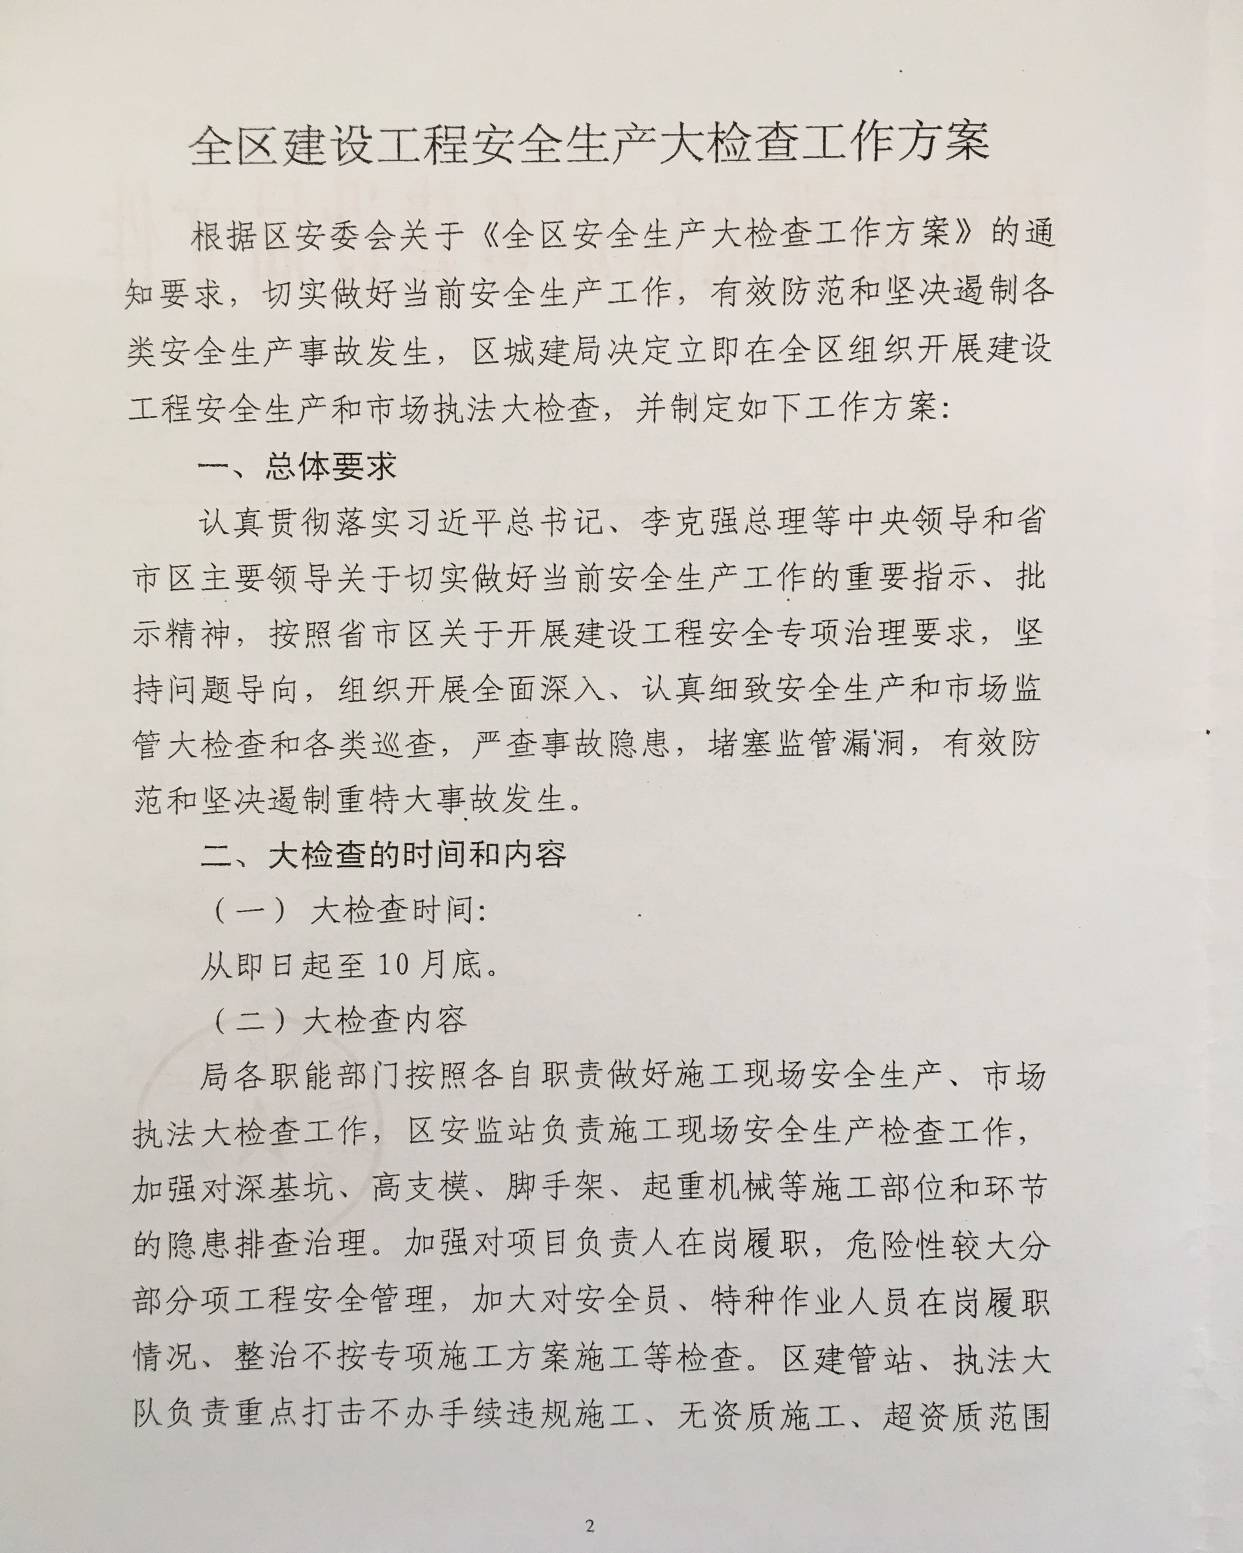 全区建设工程安全生产大检查工作方案
根据区安委会关于《全区安全生产大检查工作方案》的通
知要求，切实做好当前安全生产工作，有效防范和坚决遏制各
类安全生产事故发生，区城建局决定立即在全区组织开展建设
工程安全生产和市场执法大检查，并制定如下工作方案：
一、总体要求
认真贯彻落实习近平总书记、李克强总理等中央领导和省
市区主要领导关于切实做好当前安全生产工作的重要指示、批
示精神，按照省市区关于开展建设工程安全专项治理要求，坚
持问题导向，组织开展全面深入、认真细致安全生产和市场监
管大检查和各类巡查，严查事故隐患，堵塞监管漏洞，有效防
范和坚决遏制重特大事故发生。
二、大检查的时间和内容
（一） 大检查时间：
从即日起至 10 月底。
（二）大检查内容
局各职能部门按照各自职责做好施工现场安全生产、市场
执法大检查工作，区安监站负责施工现场安全生产检查工作，
加强对深基坑、高支模、脚手架、起重机械等施工部位和环节
的隐患排查治理。加强对项目负责人在岗履职，危险性较大分
部分项工程安全管理，加大对安全员、特种作业人员在岗履职
情况、整治不按专项施工方案施工等检查。区建管站、执法大
队负责重点打击不办手续违规施工、无资质施工、超资质范围
2